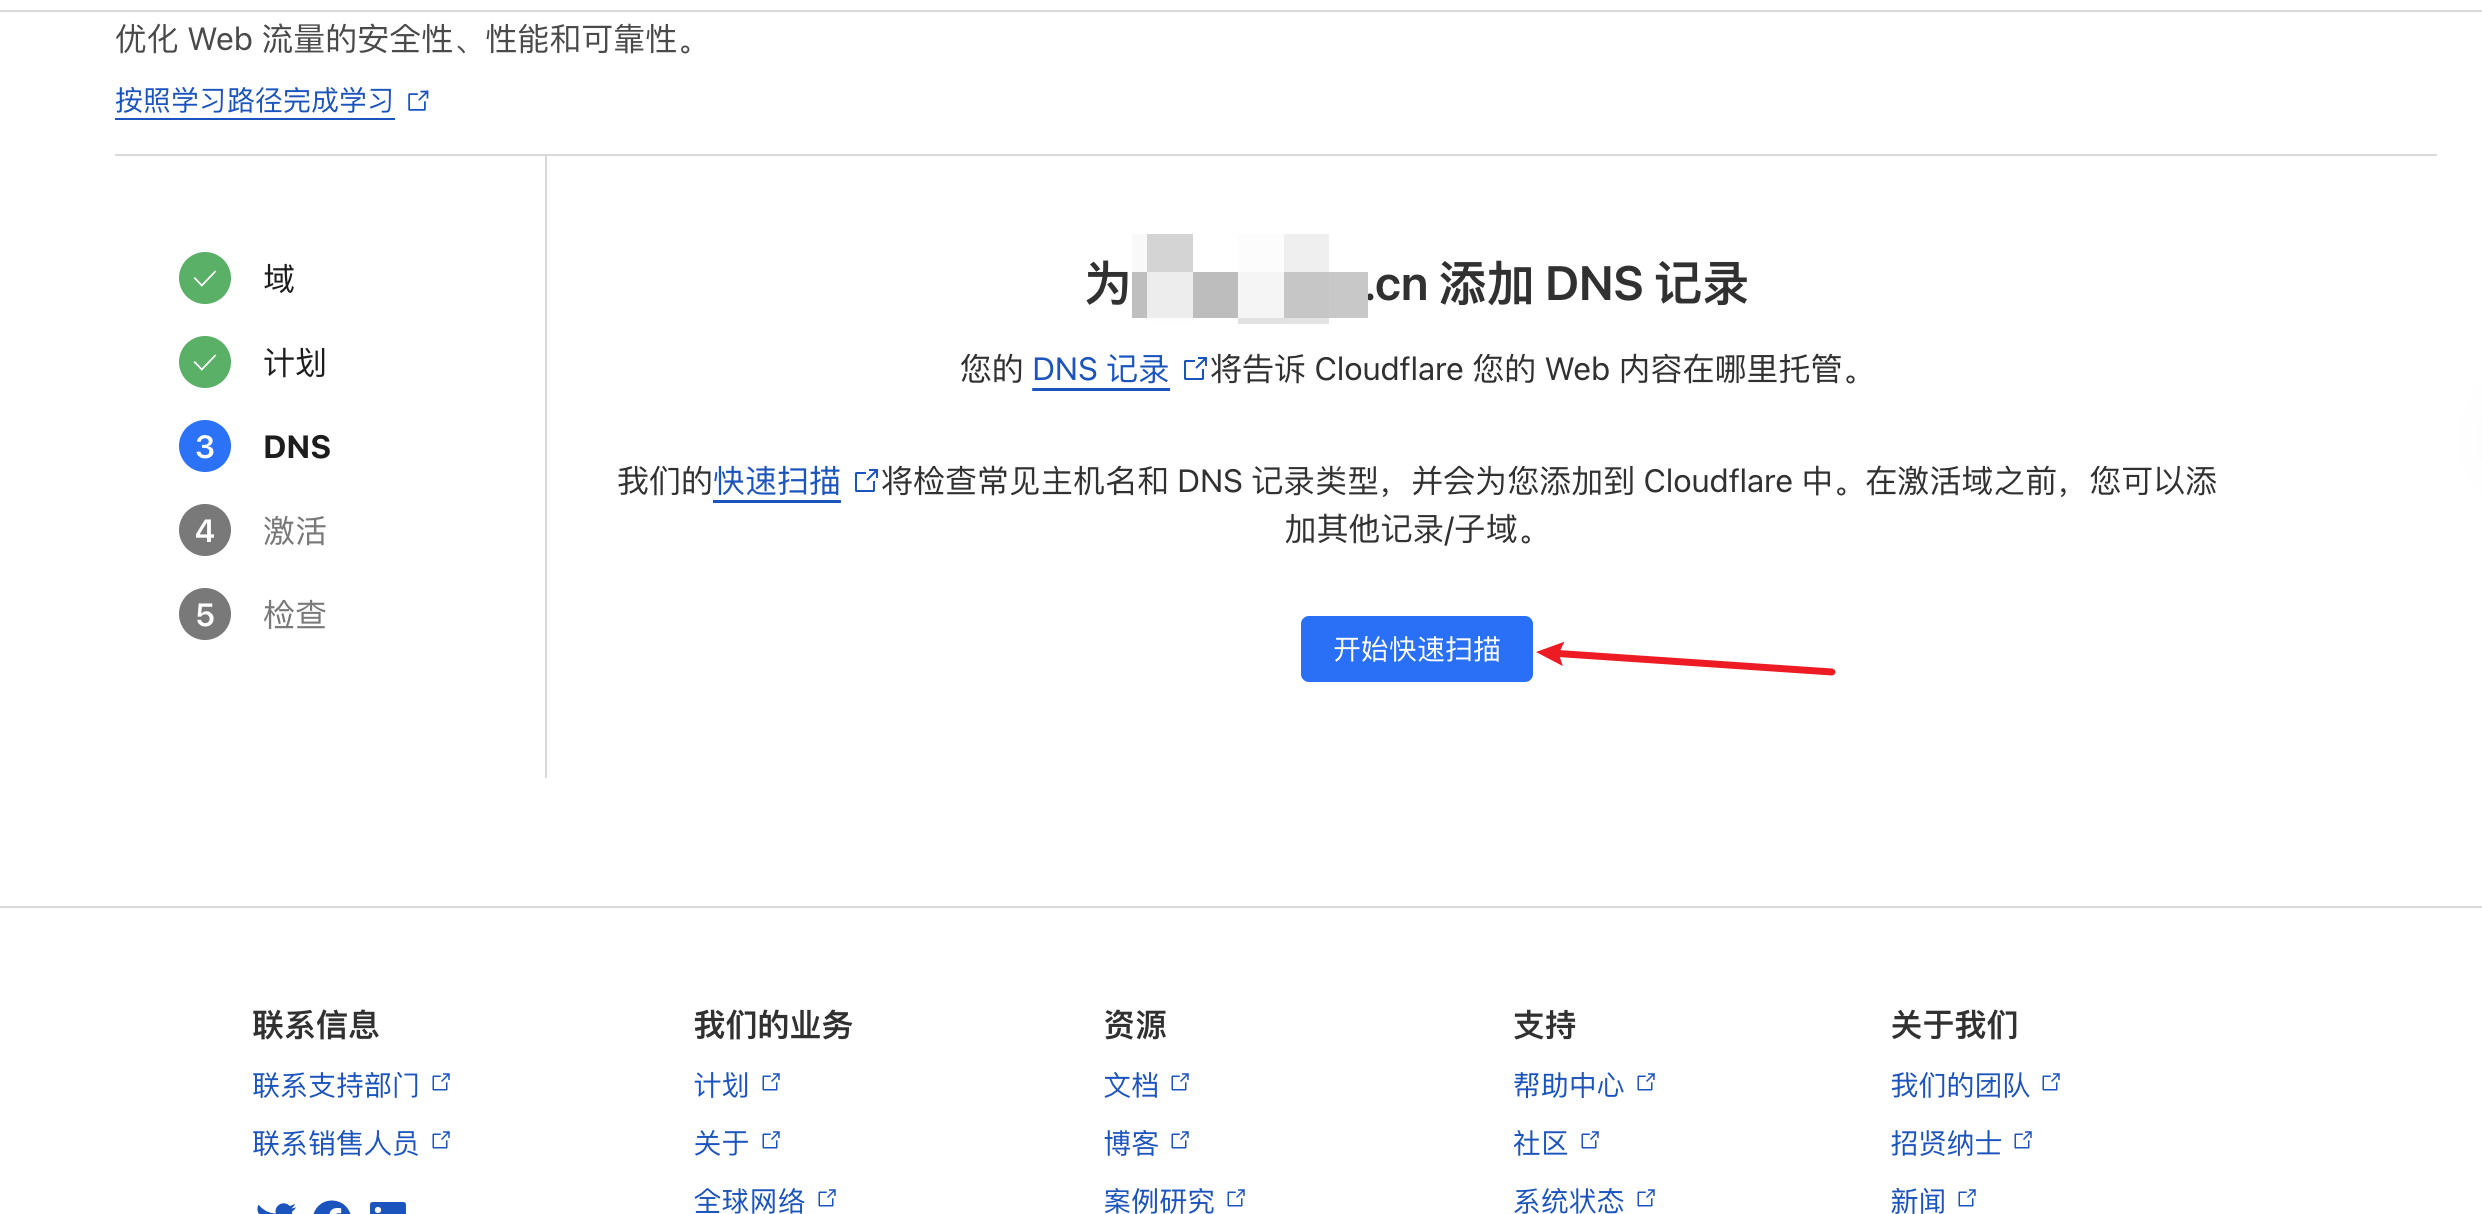 优化 Web 流量的安全性、性能和可靠性。
按照学习路径完成学习
域
计划
3 DNS
4 激活
5 检查
为 .cn 添加 DNS 记录
您的 DNS 记录 将告诉 Cloudflare 您的 Web 内容在哪里托管。
我们的快速扫描 将检查常见主机名和 DNS 记录类型，并会为您添加到 Cloudflare 中。在激活域之前，您可以添
加其他记录/子域。
开始快速扫描
联系信息
联系支持部门
联系销售人员
我们的业务
计划
关于
全球网络
资源
文档
博客
案例研究
支持
帮助中心
社区
系统状态
关于我们
我们的团队
招贤纳士
新闻